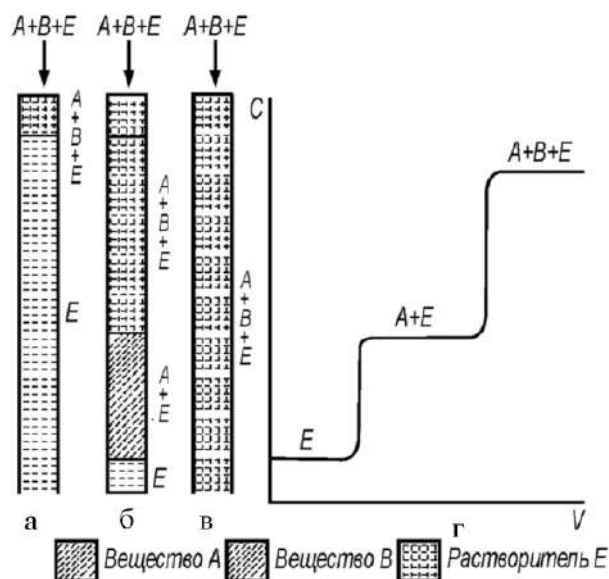 A+B+E A+B+E A+B+E
A+B+E
E
A+B+E
A+E
E
A+B+E
C
A+B+E
A+E
E
V
а б в г
Вещество A Вещество B Растворитель E